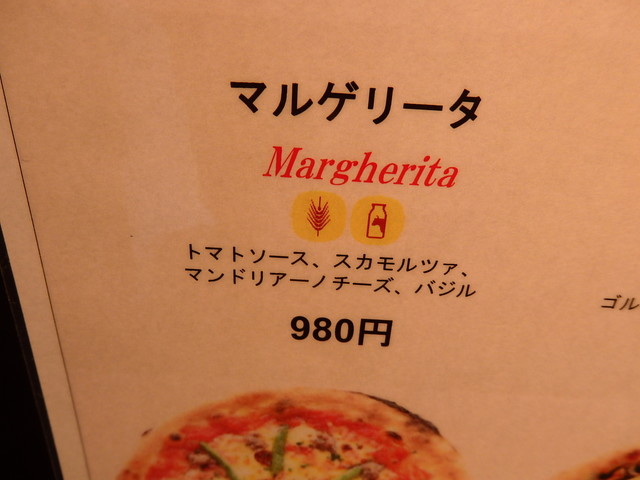 マルゲリータ
Margherita
トマトソース、スカモルツァ、
マンドリアーノチーズ、バジル
980円
ゴル